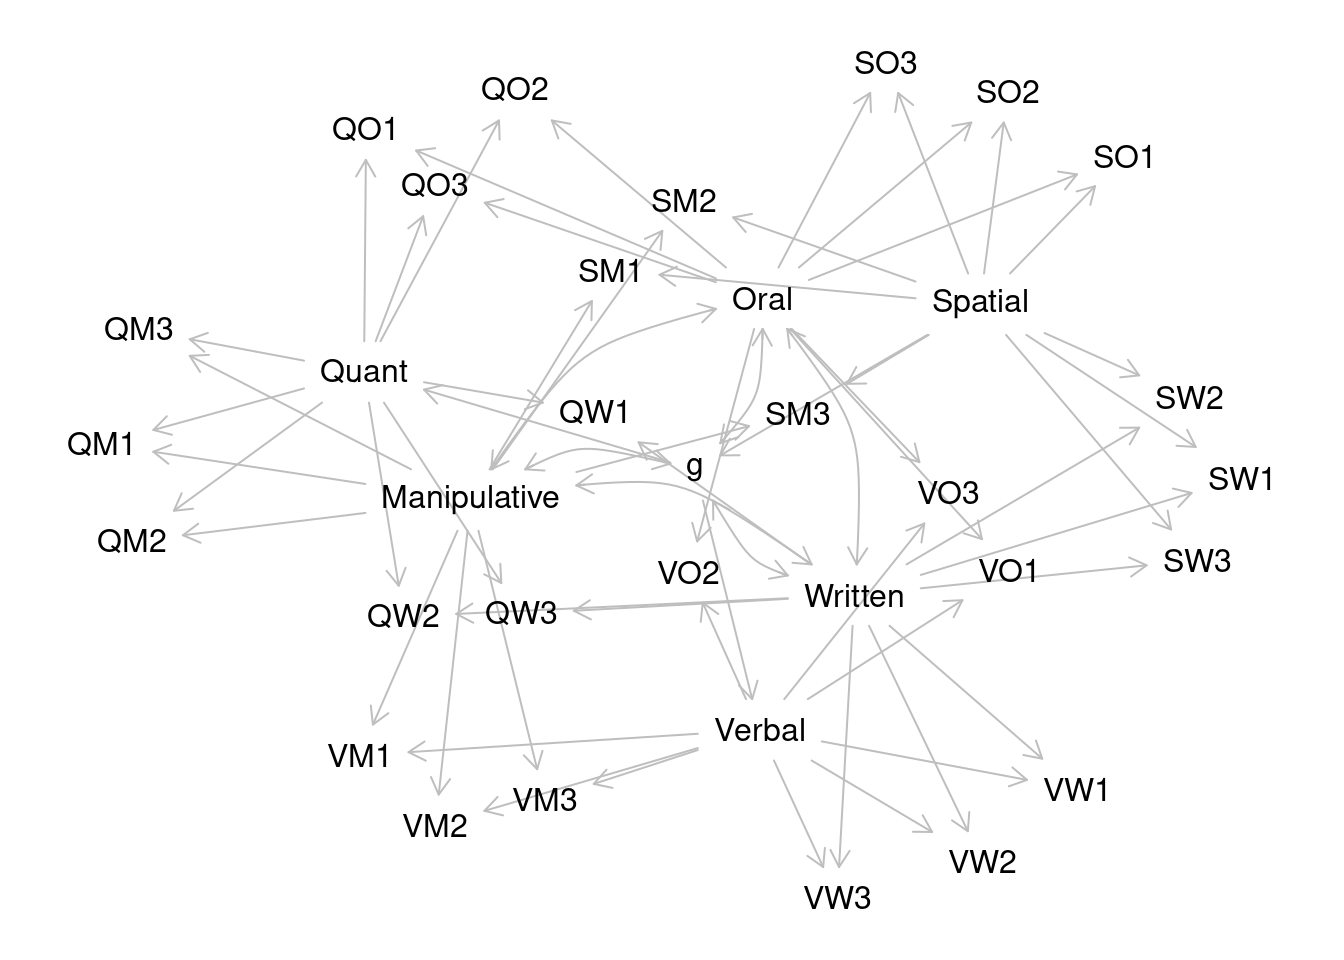 SO3
QO2
SO2
QO1
SO1
QO3
SM2
SM1
Oral
Spatial
QM3
Quant
SW2
QW1
SM3
QM1
g
SW1
Manipulative
VO3
QM2
SW3
VO2
VO1
Written
QW2
QW3
Verbal
VM1
VW1
VM3
VM2
VW2
VW3